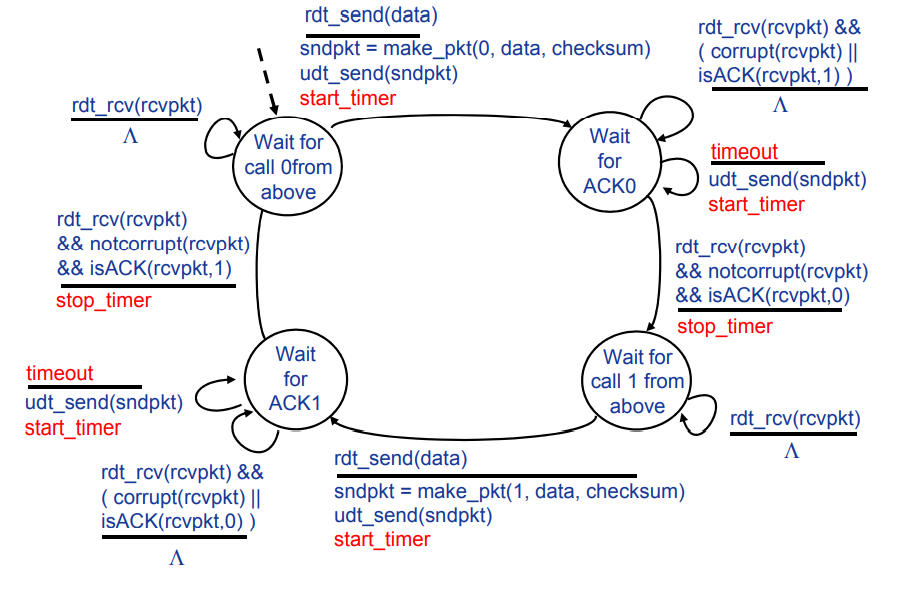 rdt_send(data)
sndpkt = make_pkt(0, data, checksum)
udt_send(sndpkt)
start_timer
rdt_rcv(rcvpkt) &&
( corrupt(rcvpkt) ||
isACK(rcvpkt,1) )
Λ
rdt_rcv(rcvpkt)
Λ
Wait for
call 0from
above
Wait
for
ACK0
timeout
udt_send(sndpkt)
start_timer
rdt_rcv(rcvpkt)
&& notcorrupt(rcvpkt)
&& isACK(rcvpkt,1)
stop_timer
rdt_rcv(rcvpkt)
&& notcorrupt(rcvpkt)
&& isACK(rcvpkt,0)
stop_timer
timeout
udt_send(sndpkt)
start_timer
Wait
for
ACK1
Wait for
call 1 from
above
rdt_rcv(rcvpkt)
Λ
rdt_rcv(rcvpkt) &&
( corrupt(rcvpkt) ||
isACK(rcvpkt,0) )
Λ
rdt_send(data)
sndpkt = make_pkt(1, data, checksum)
udt_send(sndpkt)
start_timer